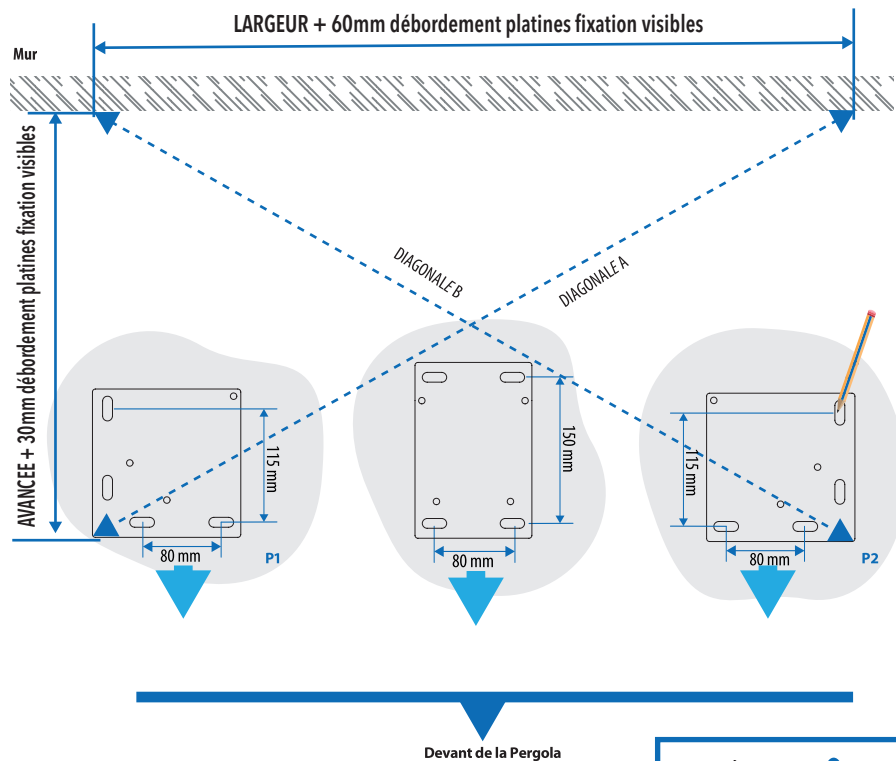 LARGEUR + 60mm débordement platines fixation visibles
Mur
AVANCEE + 30mm débordement platines fixation visibles
DIAGONALE B
DIAGONALE A
115 mm
150 mm
115 mm
80 mm
P1
80 mm
80 mm
P2
Devant de la Pergola